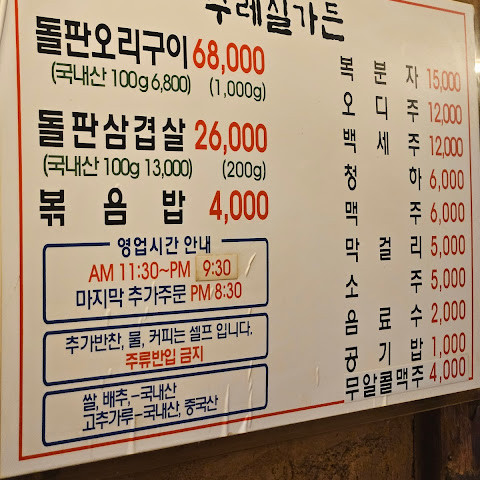 수레실가든
돌판오리구이 68,000
(국내산 100g 6,800) (1,000g)
돌판삼겹살 26,000
(국내산 100g 13,000) (200g)
볶음밥 4,000
영업시간 안내
AM 11:30~PM 9:30
마지막 추가주문 PM 8:30
추가반찬, 물, 커피는 셀프 입니다.
주류반입 금지
쌀, 배추,-국내산
고추가루-국내산, 중국산
복분자 15,000
오디주 12,000
백세주 12,000
청하 6,000
맥주 6,000
막걸리 5,000
소주 5,000
음료수 2,000
공기밥 1,000
무알콜맥주 4,000